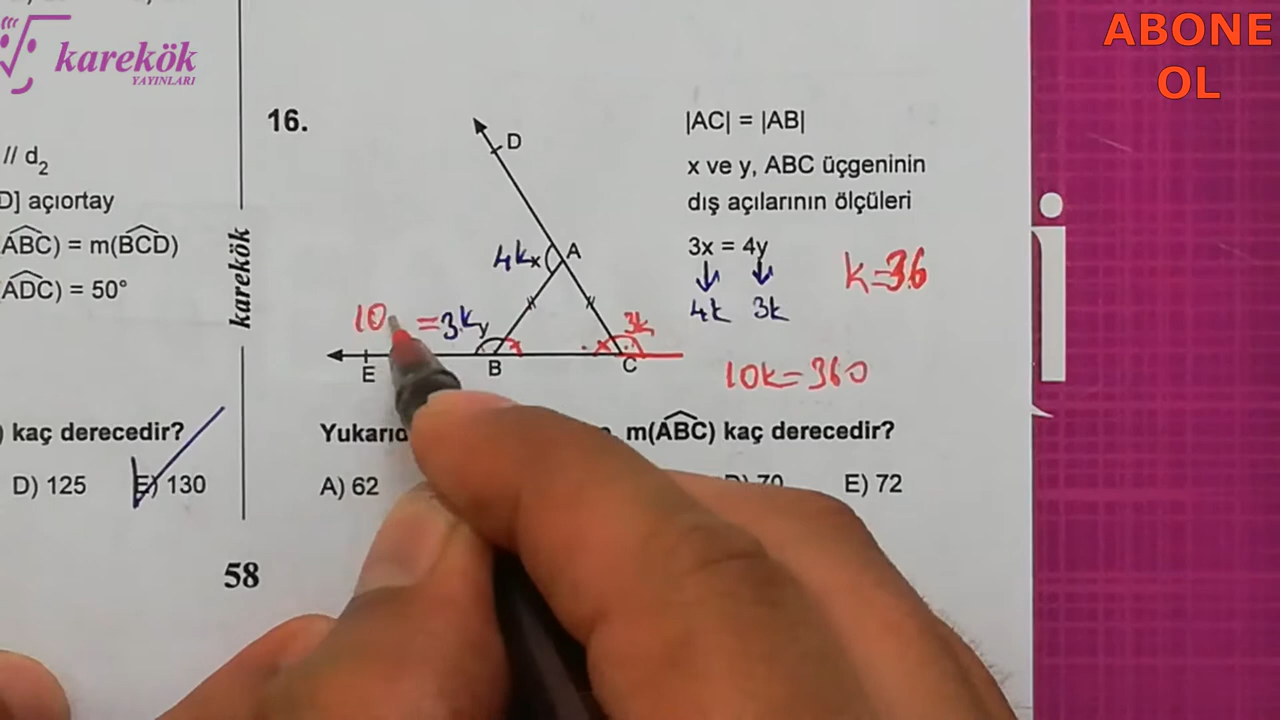 karekök
YAYINLARI
ABONE
OL
// d2
D] açıortay
ABC) = m(BCD)
ADC) = 50°
) kaç derecedir?
D) 125 E) 130
karekök
58
16.
D
A
4k x
10 = 3k y
3k
E B C
|AC| = |AB|
x ve y, ABC üçgeninin
dış açılarının ölçüleri
3x = 4y
4k 3k
k=36
10k=360
m(ABC) kaç derecedir?
A) 62 E) 72